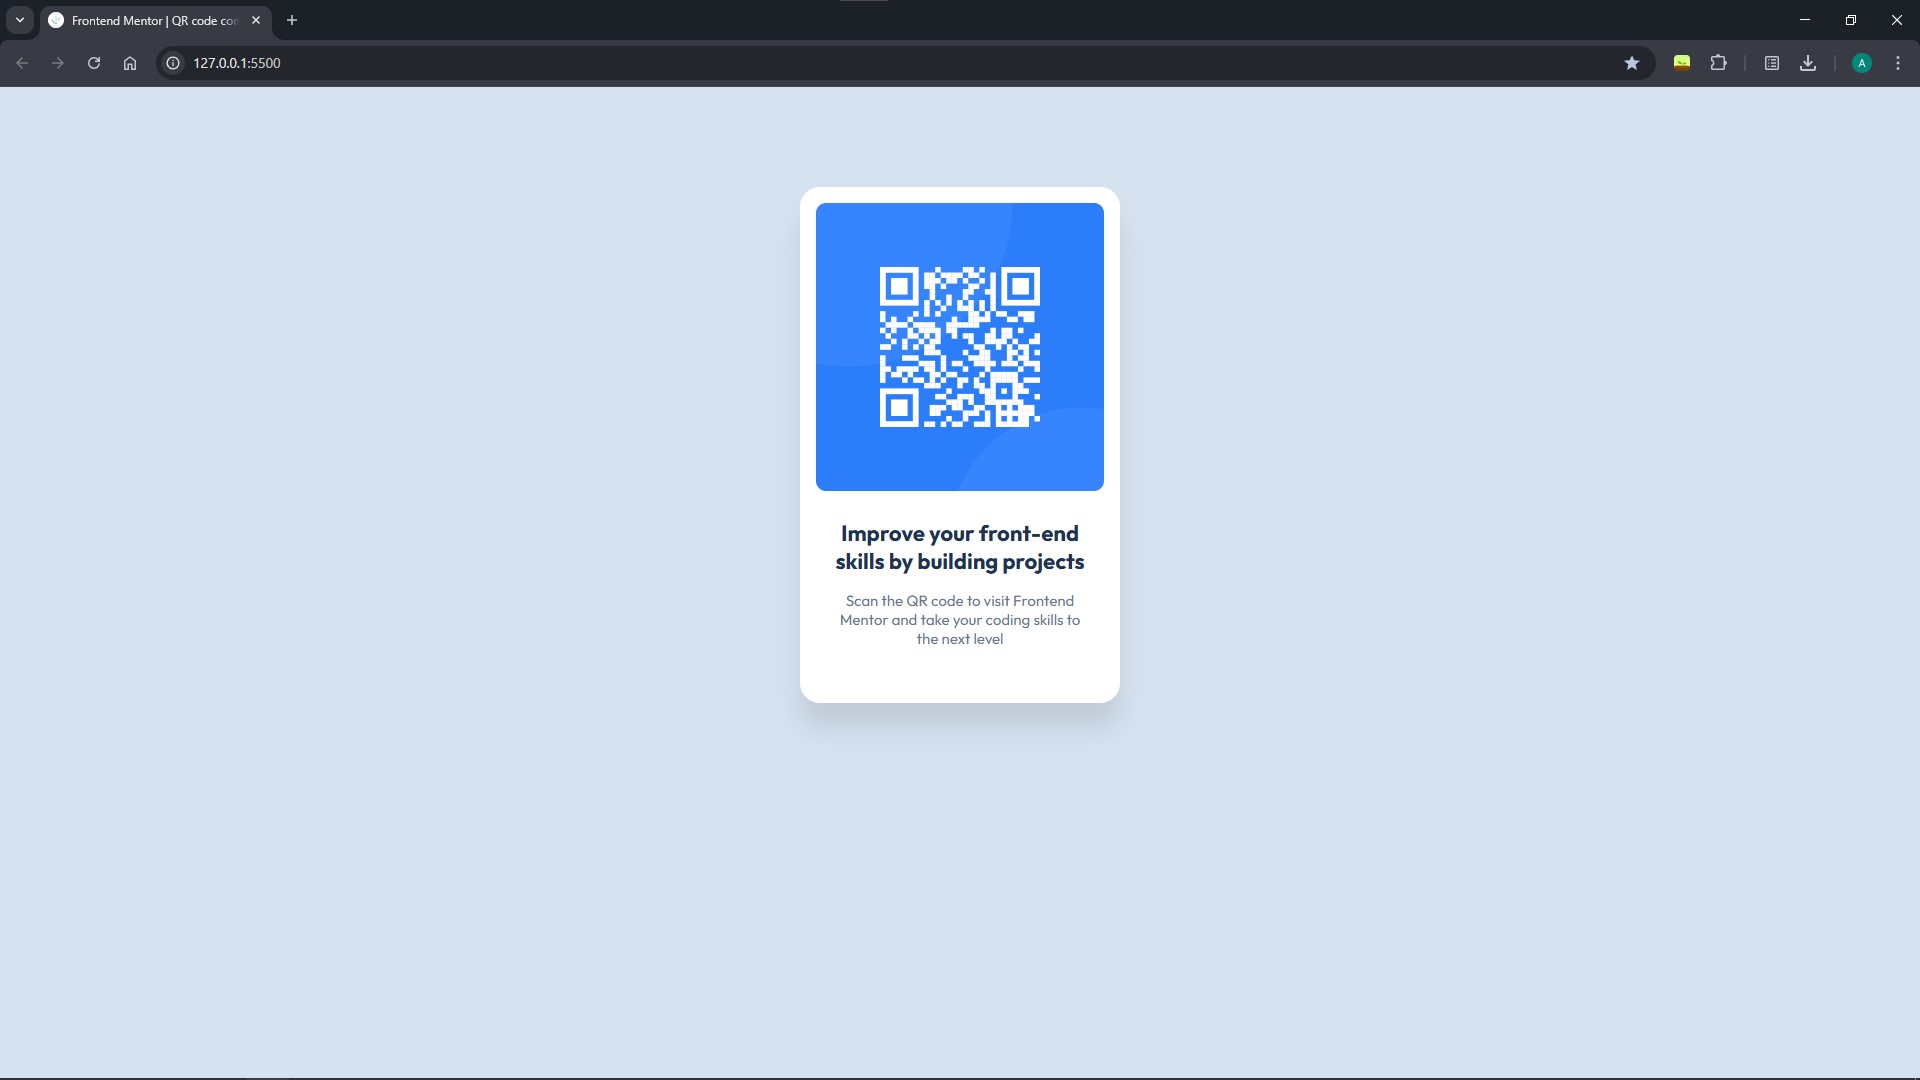 Frontend Mentor | QR code con
127.0.0.1:5500
A
Improve your front-end
skills by building projects
Scan the QR code to visit Frontend
Mentor and take your coding skills to
the next level